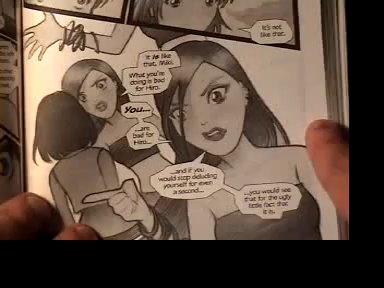 It's not
like that.
It is like
that, Miki.
What you're
doing is bad
for Hiro.
You...
...are
bad for
Hiro...
...and if you
would stop deluding
yourself for even
a second...
...you would see
that for the ugly
little fact that
it is.